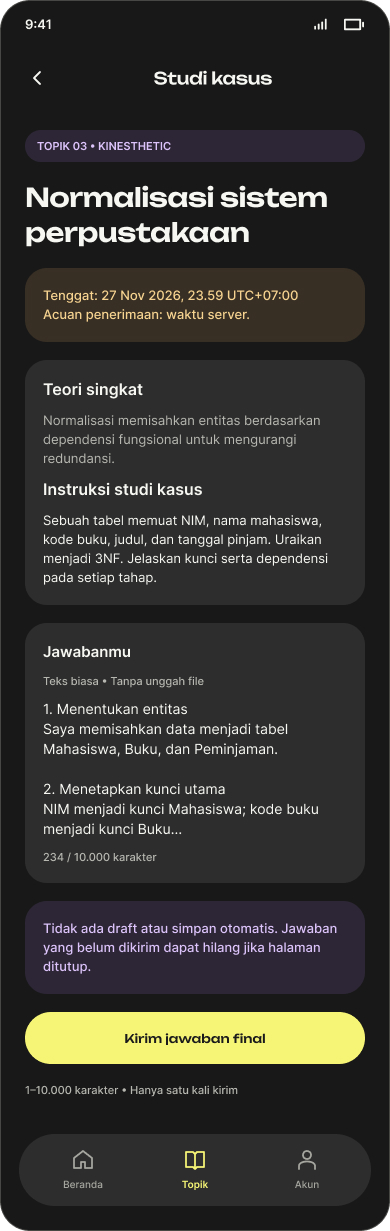 9:41
Studi kasus
TOPIK 03 • KINESTHETIC
Normalisasi sistem
perpustakaan
Tenggat: 27 Nov 2026, 23.59 UTC+07:00
Acuan penerimaan: waktu server.
Teori singkat
Normalisasi memisahkan entitas berdasarkan
dependensi fungsional untuk mengurangi
redundansi.
Instruksi studi kasus
Sebuah tabel memuat NIM, nama mahasiswa,
kode buku, judul, dan tanggal pinjam. Uraikan
menjadi 3NF. Jelaskan kunci serta dependensi
pada setiap tahap.
Jawabanmu
Teks biasa • Tanpa unggah file
1. Menentukan entitas
Saya memisahkan data menjadi tabel
Mahasiswa, Buku, dan Peminjaman.
2. Menetapkan kunci utama
NIM menjadi kunci Mahasiswa; kode buku
menjadi kunci Buku...
234 / 10.000 karakter
Tidak ada draft atau simpan otomatis. Jawaban
yang belum dikirim dapat hilang jika halaman
ditutup.
Kirim jawaban final
1–10.000 karakter • Hanya satu kali kirim
Beranda
Topik
Akun